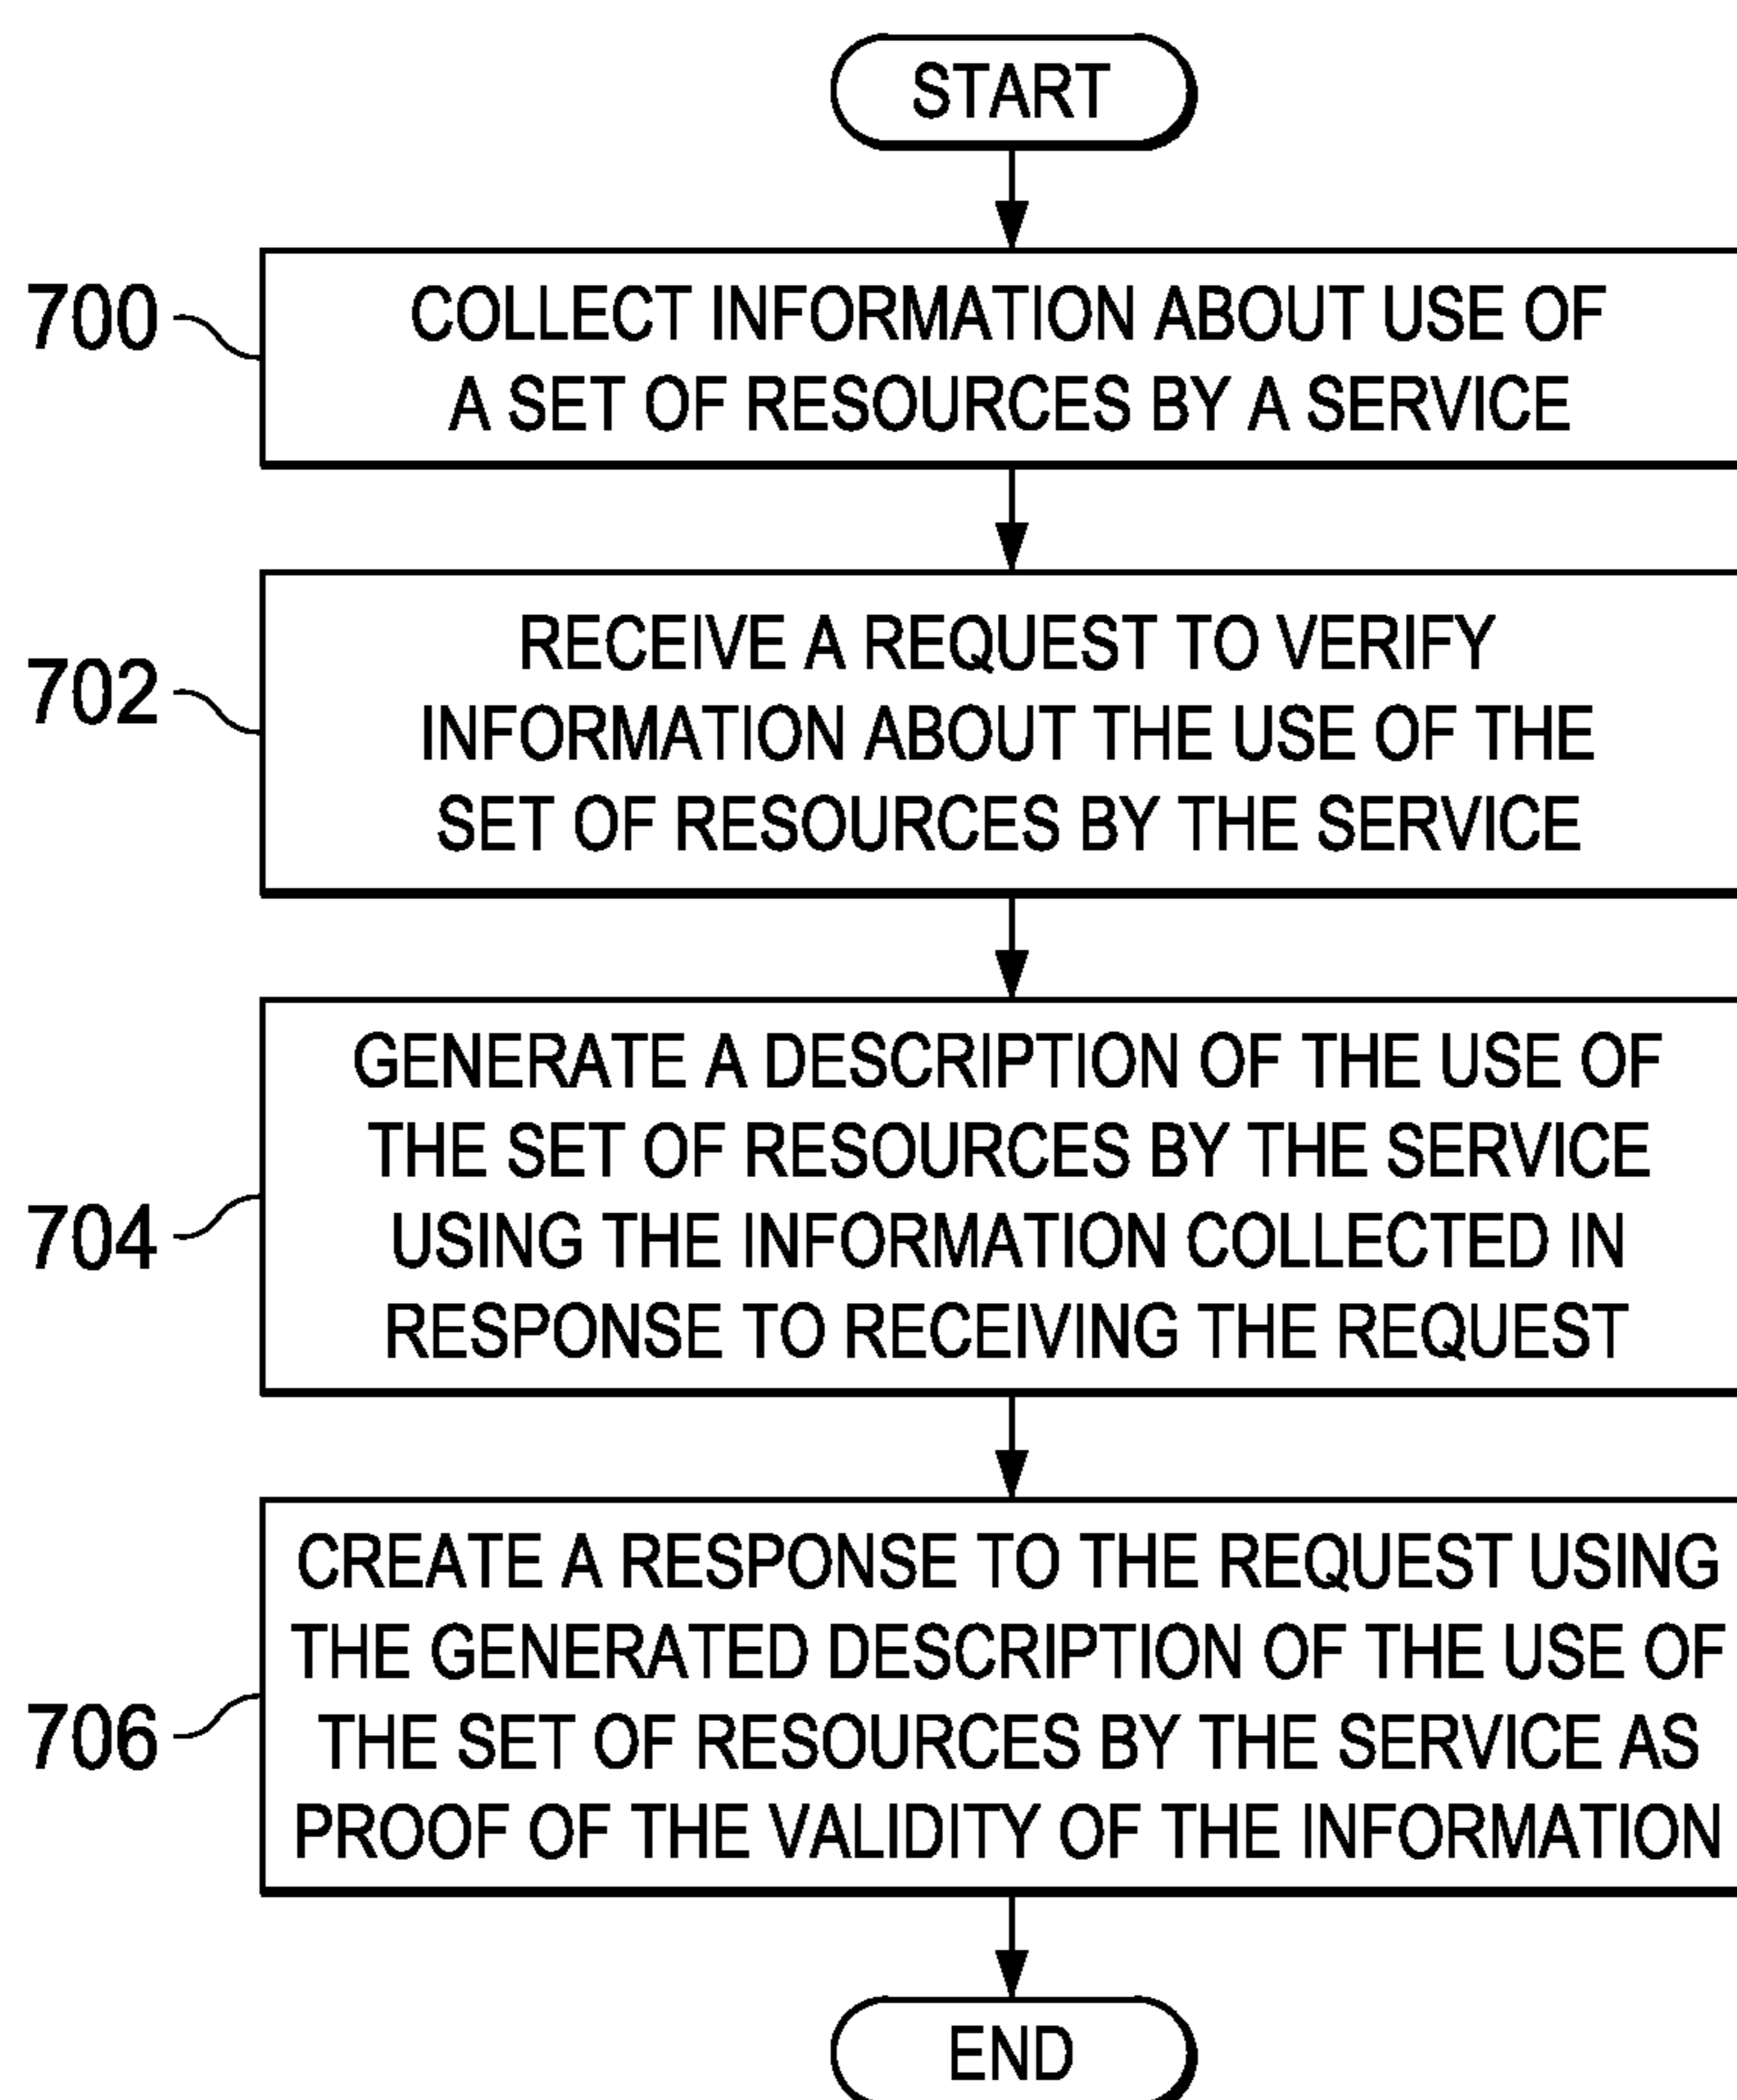 START
700
COLLECT INFORMATION ABOUT USE OF
A SET OF RESOURCES BY A SERVICE
702
RECEIVE A REQUEST TO VERIFY
INFORMATION ABOUT THE USE OF THE
SET OF RESOURCES BY THE SERVICE
704
GENERATE A DESCRIPTION OF THE USE OF
THE SET OF RESOURCES BY THE SERVICE
USING THE INFORMATION COLLECTED IN
RESPONSE TO RECEIVING THE REQUEST
706
CREATE A RESPONSE TO THE REQUEST USING
THE GENERATED DESCRIPTION OF THE USE OF
THE SET OF RESOURCES BY THE SERVICE AS
PROOF OF THE VALIDITY OF THE INFORMATION
END